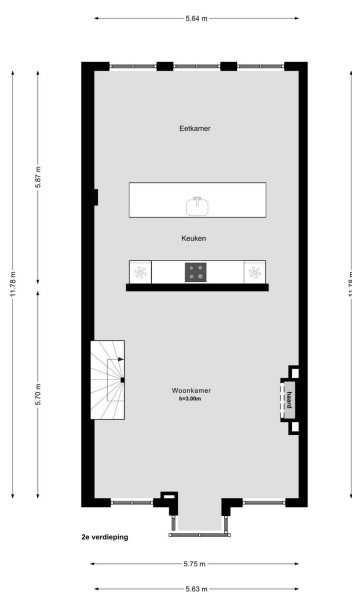 5.64 m
Eetkamer
5.87 m
11.78 m
11.78 m
Keuken
5.70 m
Woonkamer
h=3.00m
haard
2e verdieping
5.75 m
5.63 m